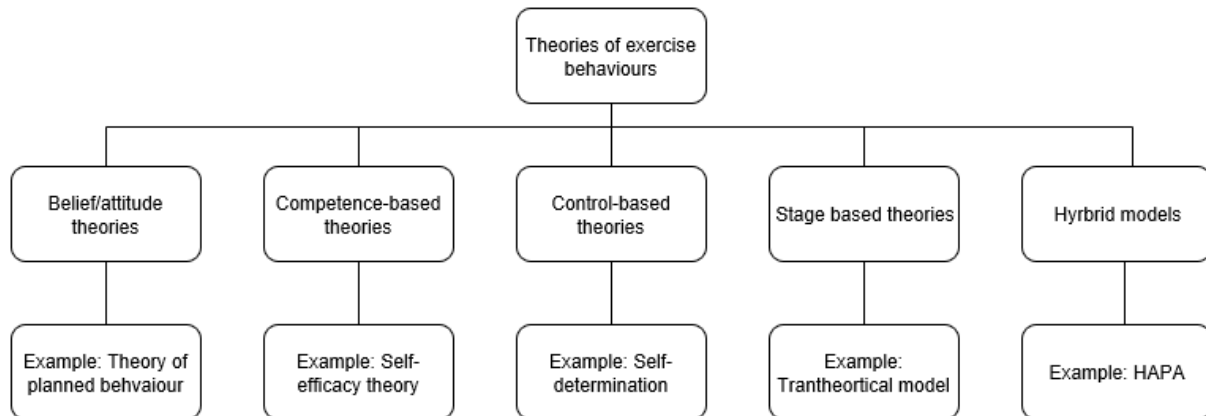 Theories of exercise
behaviours
Belief/attitude
theories
Competence-based
theories
Control-based
theories
Stage based theories
Hyrbrid models
Example: Theory of
planned behvaiour
Example: Self-
efficacy theory
Example: Self-
determination
Example:
Trantheortical model
Example: HAPA